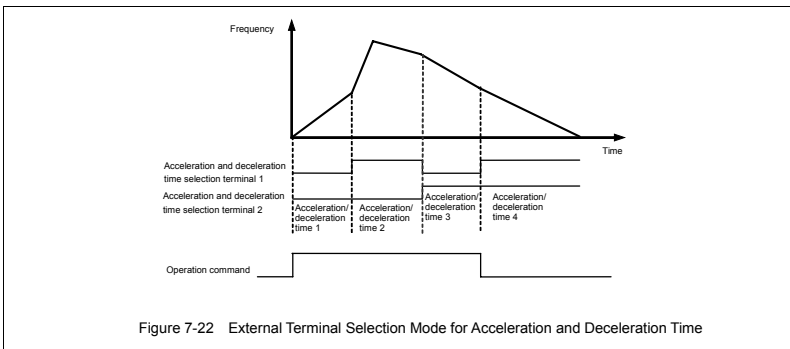 Frequency
Time
Acceleration and deceleration
time selection terminal 1
Acceleration and deceleration
time selection terminal 2
Acceleration/
deceleration
time 1
Acceleration/
deceleration
time 2
Acceleration/
deceleration
time 3
Acceleration/
deceleration
time 4
Operation command
Figure 7-22 External Terminal Selection Mode for Acceleration and Deceleration Time